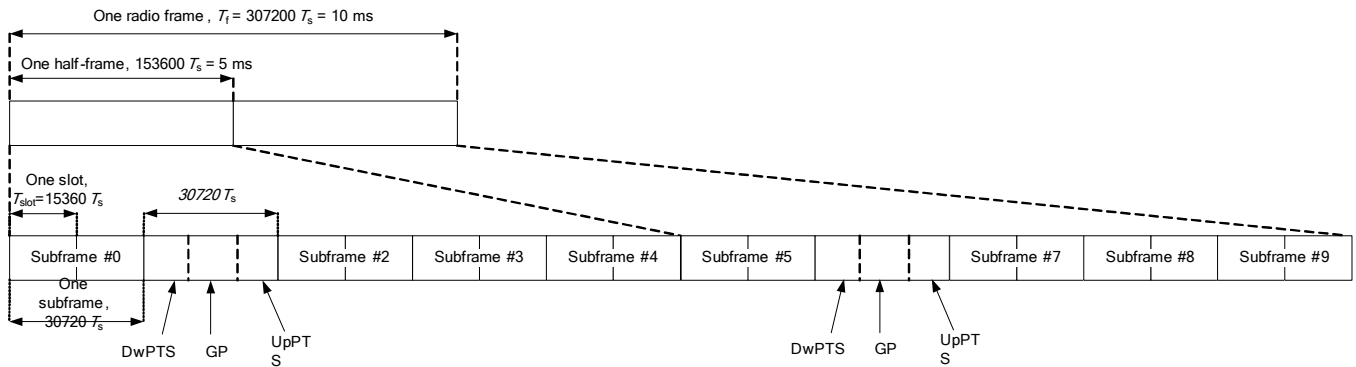 One radio frame , Tf = 307200 Ts = 10 ms
One half-frame, 153600 Ts = 5 ms
One slot,
Tslot=15360 Ts
30720 Ts
Subframe #0
Subframe #2
Subframe #3
Subframe #4
Subframe #5
Subframe #7
Subframe #8
Subframe #9
One
subframe ,
30720 Ts
DwPTS
GP
UpPT
S
DwPTS
GP
UpPT
S